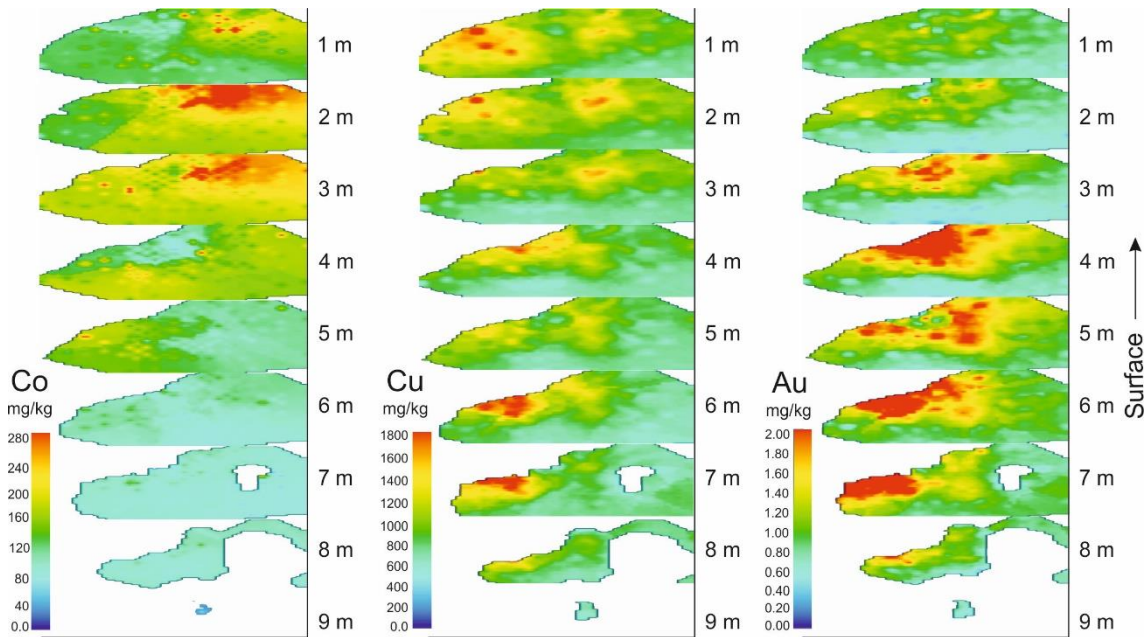 1 m
2 m
3 m
4 m
5 m
6 m
7 m
8 m
9 m
Co
mg/kg
280
240
200
160
120
80
40
0.0
1 m
2 m
3 m
4 m
5 m
6 m
7 m
8 m
9 m
Cu
mg/kg
1800
1600
1400
1200
1000
800
600
400
200
0.0
1 m
2 m
3 m
4 m
5 m
6 m
7 m
8 m
9 m
Au
mg/kg
2.00
1.80
1.60
1.40
1.20
1.00
0.80
0.60
0.40
0.20
0.00
Surface